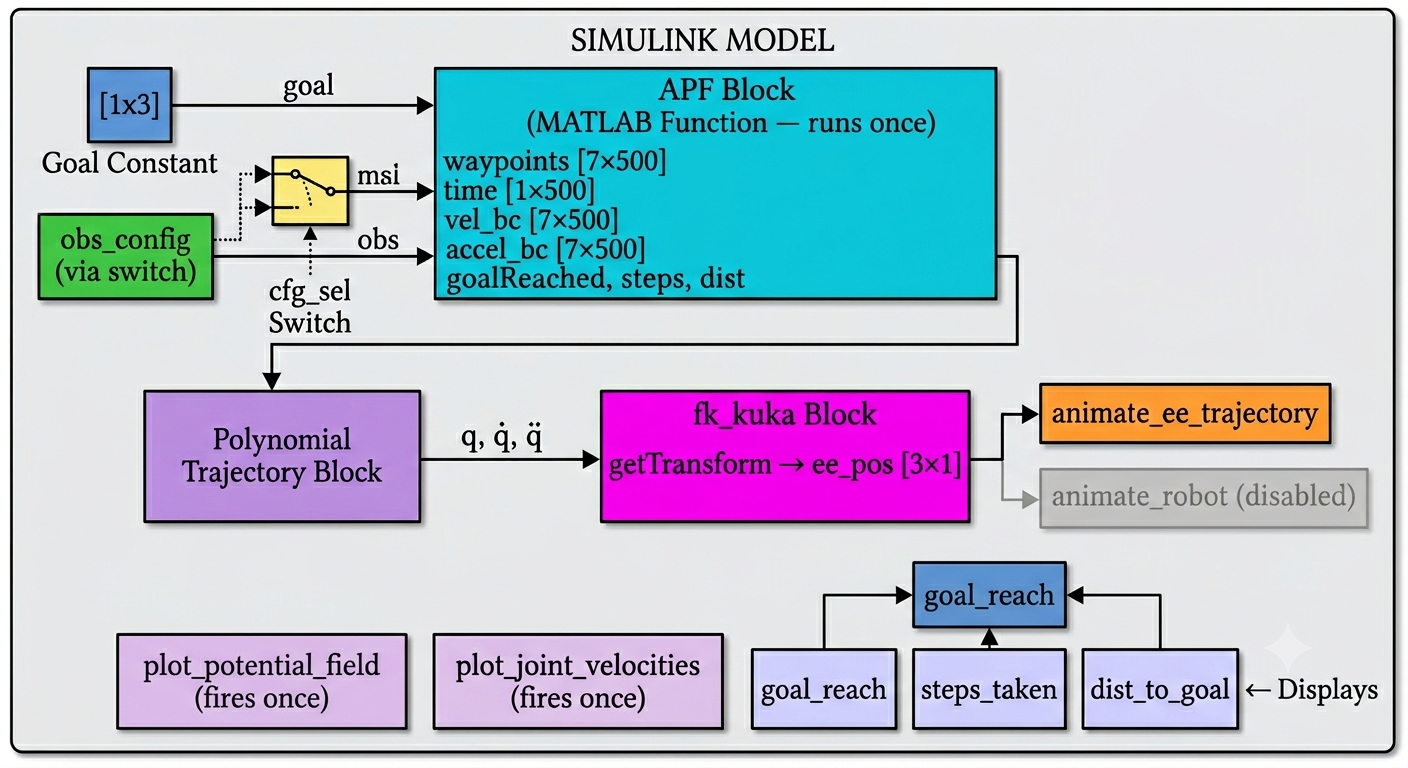 SIMULINK MODEL
[1x3]
goal
Goal Constant
msi
obs_config
(via switch)
obs
cfg_sel
Switch
APF Block
(MATLAB Function — runs once)
waypoints [7×500]
time [1×500]
vel_bc [7×500]
accel_bc [7×500]
goalReached, steps, dist
Polynomial
Trajectory Block
q, q̇, q̈
fk_kuka Block
getTransform → ee_pos [3×1]
animate_ee_trajectory
animate_robot (disabled)
goal_reach
plot_potential_field
(fires once)
plot_joint_velocities
(fires once)
goal_reach
steps_taken
dist_to_goal
← Displays